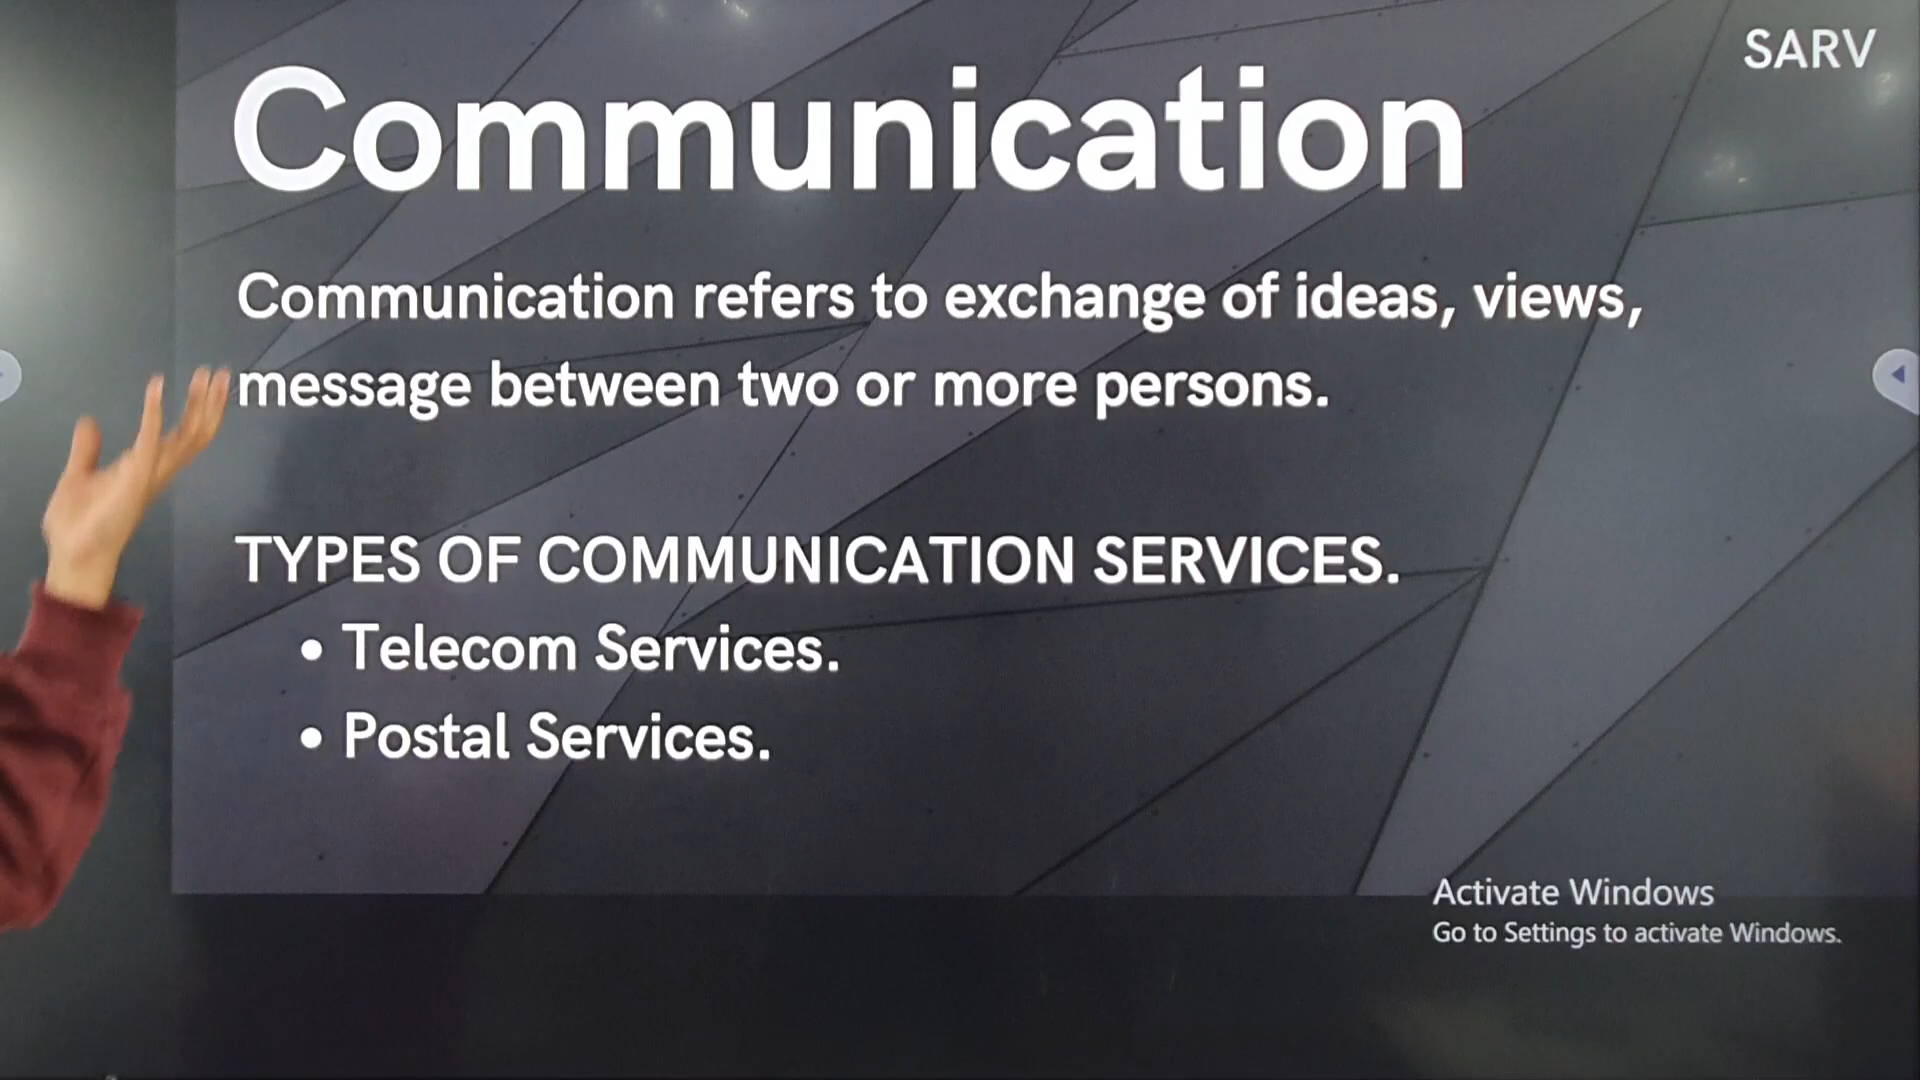 SARV
Communication
Communication refers to exchange of ideas, views,
message between two or more persons.
TYPES OF COMMUNICATION SERVICES.
• Telecom Services.
• Postal Services.
Activate Windows
Go to Settings to activate Windows.